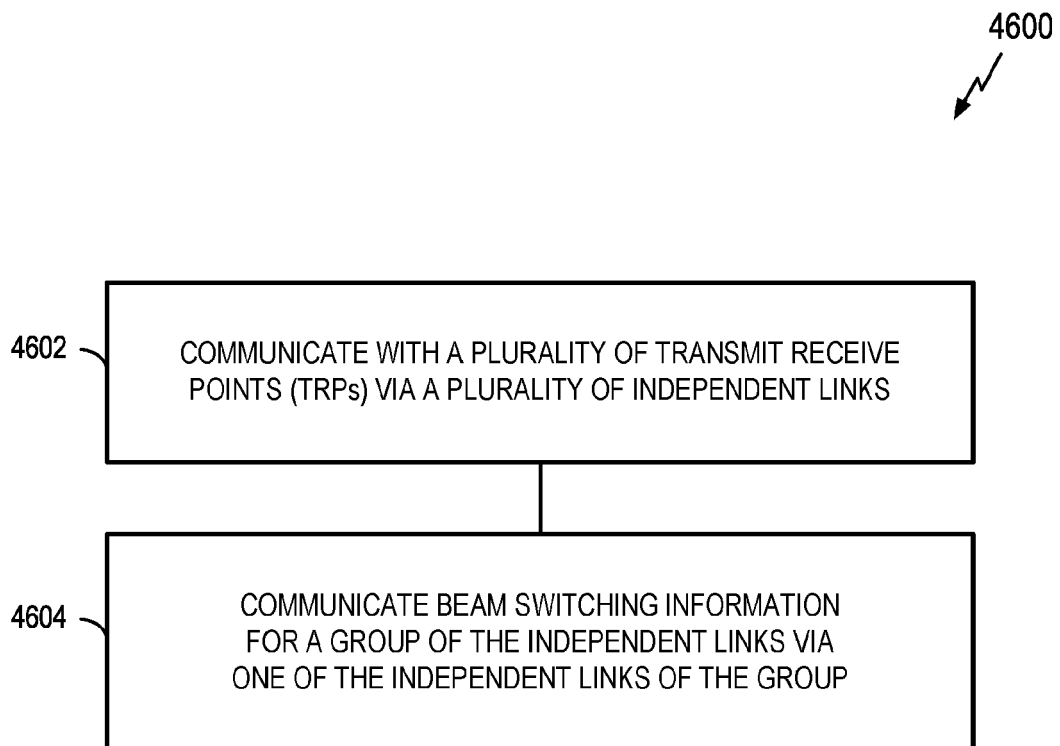 4600
4602
COMMUNICATE WITH A PLURALITY OF TRANSMIT RECEIVE
POINTS (TRPs) VIA A PLURALITY OF INDEPENDENT LINKS
4604
COMMUNICATE BEAM SWITCHING INFORMATION
FOR A GROUP OF THE INDEPENDENT LINKS VIA
ONE OF THE INDEPENDENT LINKS OF THE GROUP